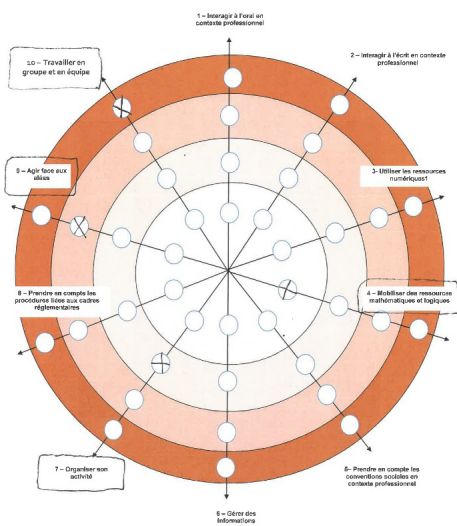 1 – Interagir à l'oral en
contexte professionnel
2 – Interagir à l'écrit en contexte
professionnel
10 – Travailler en
groupe et en équipe
9 – Agir face aux
aléas
3- Utiliser les ressources
numériques1
8 – Prendre en compte les
procédures liées aux cadres
réglementaires
4 – Mobiliser des ressources
mathématiques et logiques
7 – Organiser son
activité
5- Prendre en compte les
conventions sociales en
contexte professionnel
6 – Gérer des
informations